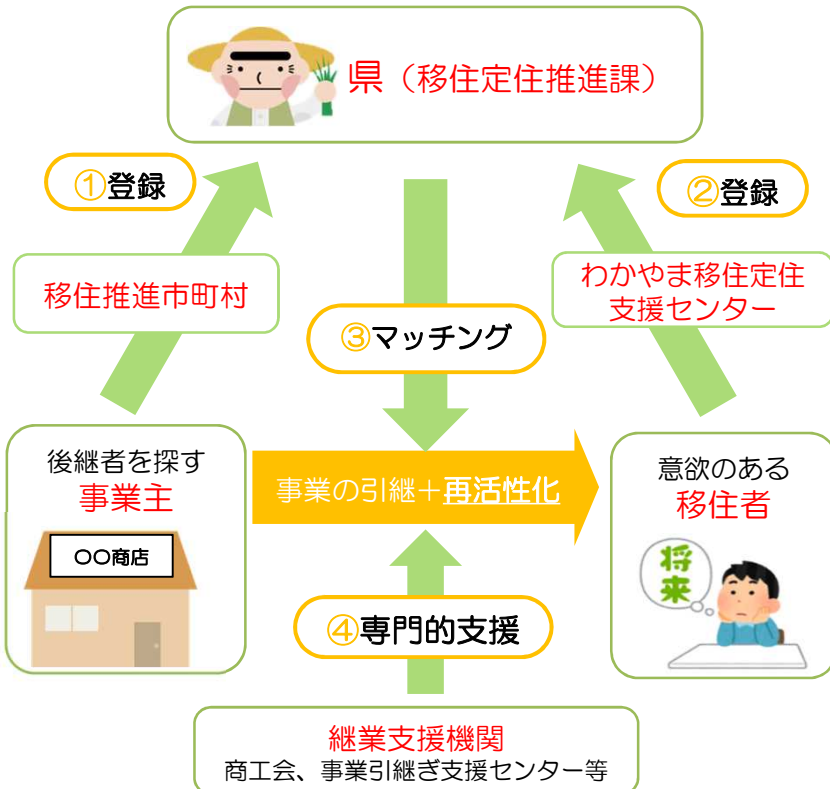 県（移住定住推進課）
①登録
②登録
移住推進市町村
わかやま移住定住
支援センター
③マッチング
後継者を探す
事業主
〇〇商店
事業の引継＋再活性化
意欲のある
移住者
将
来
④専門的支援
継業支援機関
商工会、事業引継ぎ支援センター等